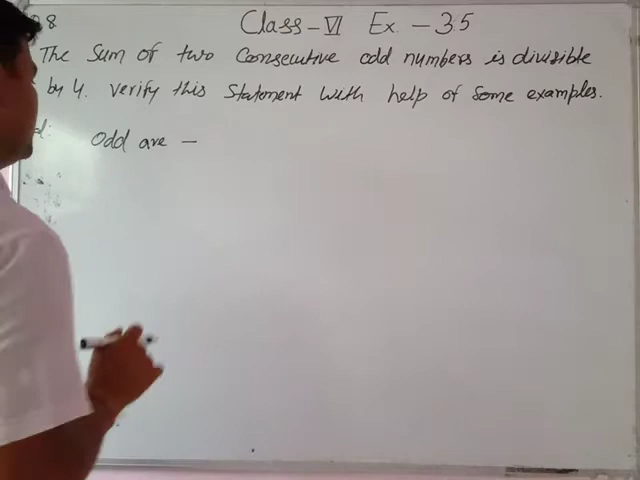 8 Class - VI Ex. - 3.5
The Sum of two Consecutive odd numbers is divisible
by 4. Verify this Statement with help of Some examples.
Odd are -